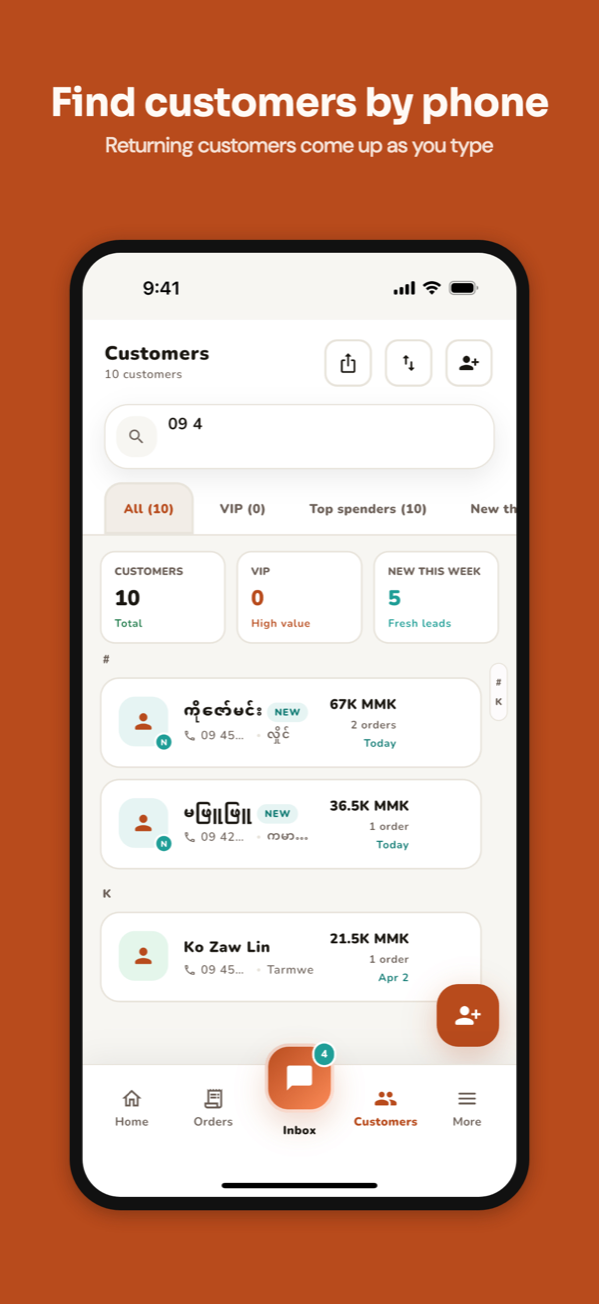 Find customers by phone
Returning customers come up as you type
9:41
Customers
10 customers
09 4
All (10) VIP (0) Top spenders (10) New th
CUSTOMERS
10
Total
VIP
0
High value
NEW THIS WEEK
5
Fresh leads
#
#
K
ကိုဇော်မင်း NEW
67K MMK
N
09 45... • လှိုင်
2 orders
Today
မဖြူဖြူ NEW
36.5K MMK
N
09 42... • ကမာ...
1 order
Today
K
Ko Zaw Lin
21.5K MMK
09 45... • Tarmwe
1 order
Apr 2
4
Home Orders Inbox Customers More